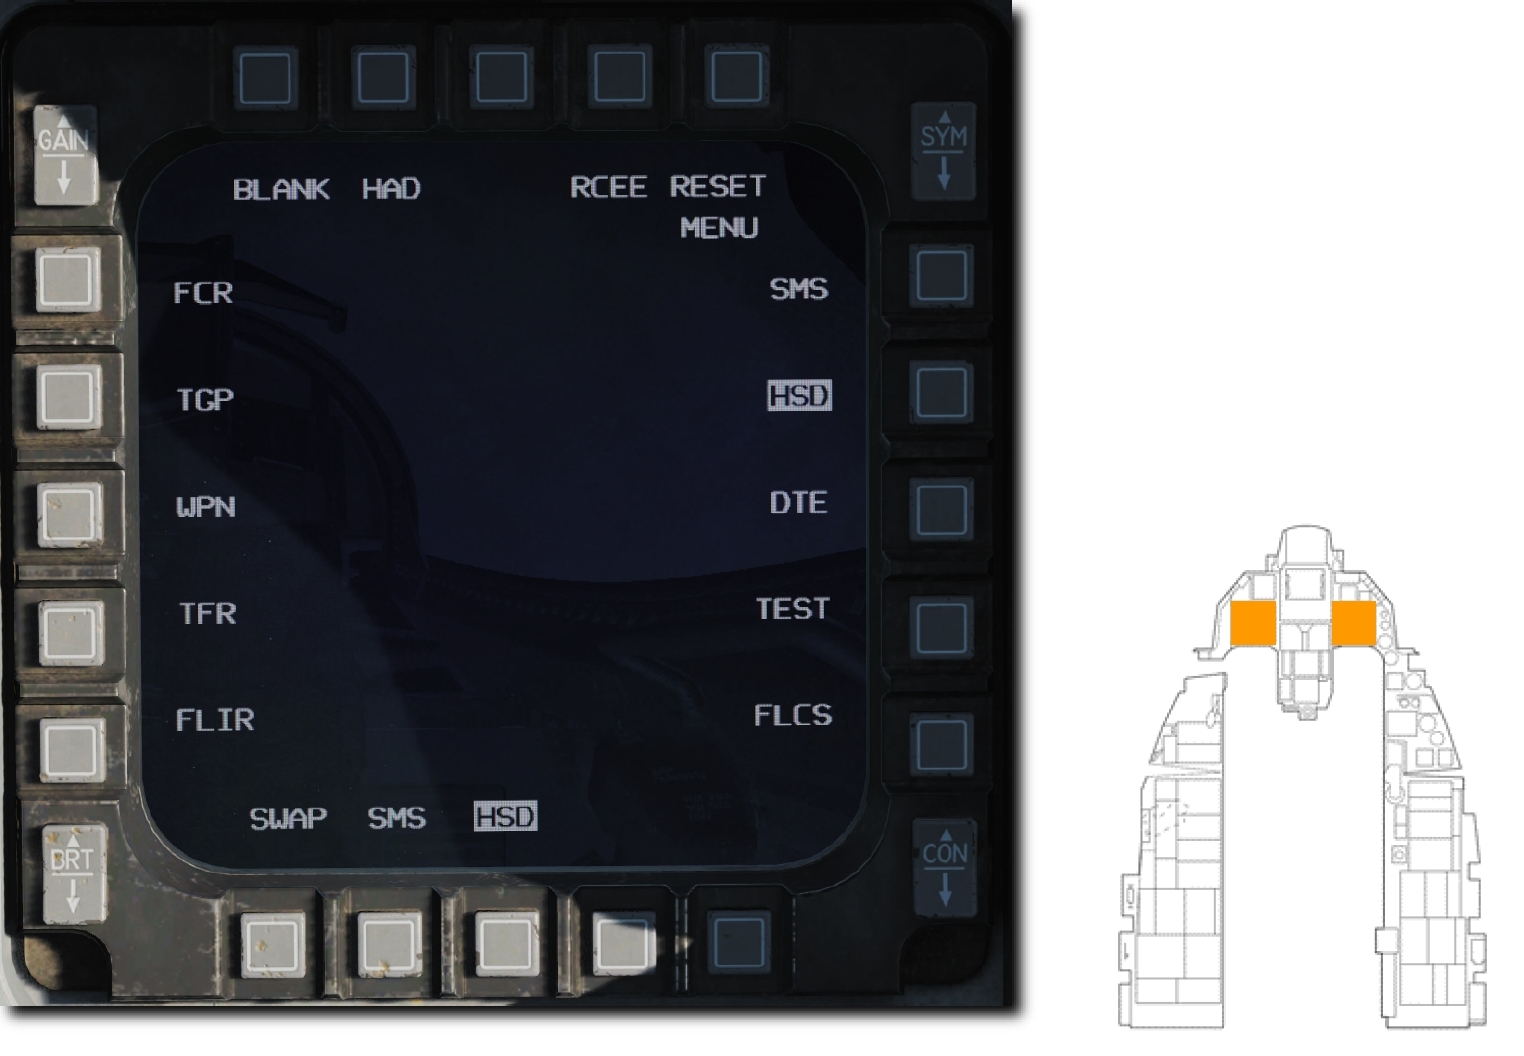 GAIN
SYM
BLANK HAD RCEE RESET
MENU
FCR SMS
TGP HSD
WPN DTE
TFR TEST
FLIR FLCS
SWAP SMS HSD
BRT
CON